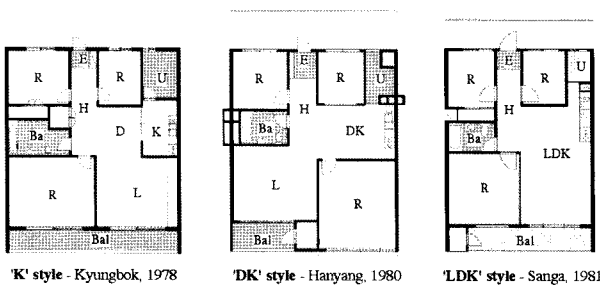 E
R R U
H
D K
Ba
R L
Bal
'K' style - Kyungbok, 1978
E
R R U
H
Ba DK
L
R
Bal
'DK' style - Hanyang, 1980
E U
R R
H
Ba
LDK
R
Bal
'LDK' style - Sanga, 1981